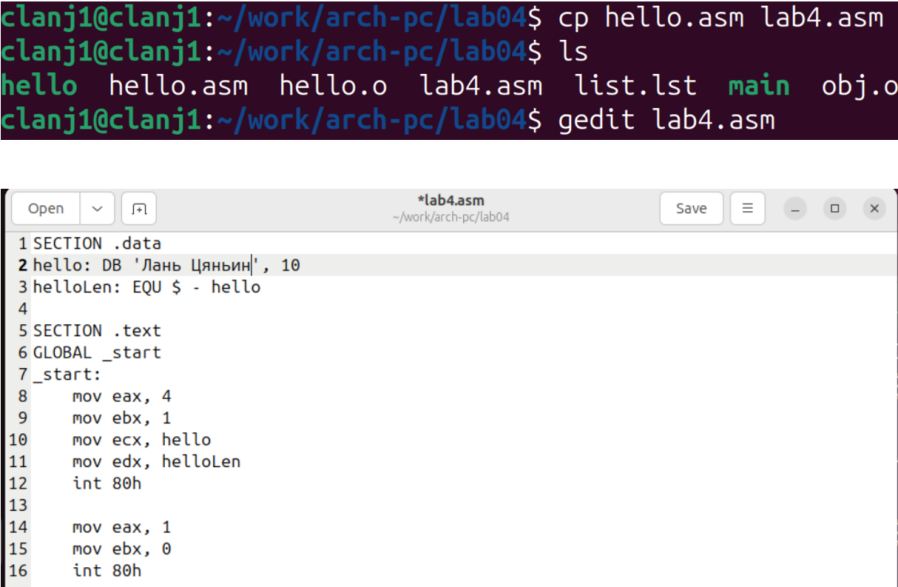 clanj1@clanj1:~/work/arch-pc/lab04$ cp hello.asm lab4.asm
clanj1@clanj1:~/work/arch-pc/lab04$ ls
hello hello.asm hello.o lab4.asm list.lst main obj.o
clanj1@clanj1:~/work/arch-pc/lab04$ gedit lab4.asm
Open *lab4.asm Save
~/work/arch-pc/lab04
1 SECTION .data
2 hello: DB 'Лань Цяньин', 10
3 helloLen: EQU $ - hello
4
5 SECTION .text
6 GLOBAL _start
7 _start:
8     mov eax, 4
9     mov ebx, 1
10     mov ecx, hello
11     mov edx, helloLen
12     int 80h
13
14     mov eax, 1
15     mov ebx, 0
16     int 80h